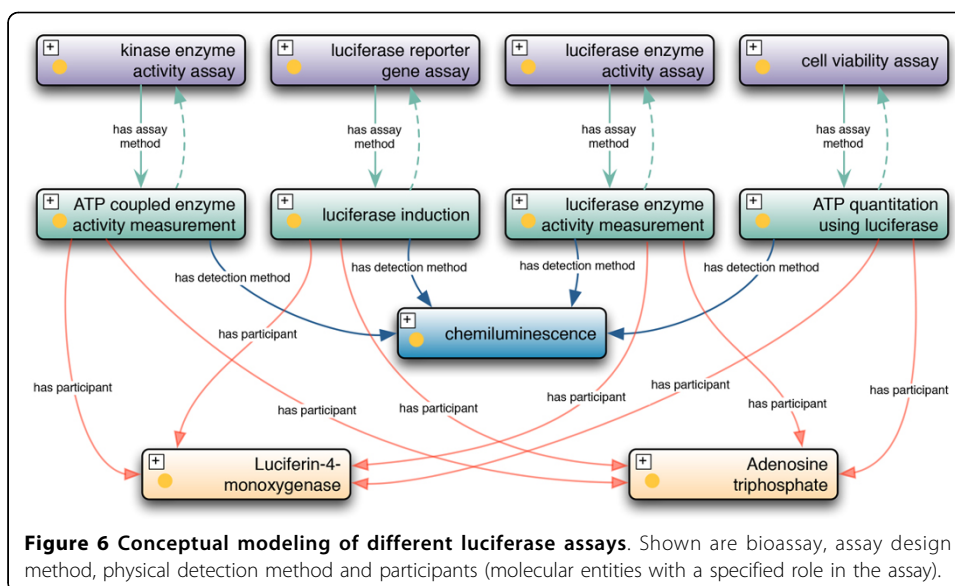 kinase enzyme
activity assay
luciferase reporter
gene assay
luciferase enzyme
activity assay
cell viability assay
has assay
method
has assay
method
has assay
method
has assay
method
ATP coupled enzyme
activity measurement
luciferase induction
luciferase enzyme
activity measurement
ATP quantitation
using luciferase
has detection method
has detection method
has detection method
has detection method
chemiluminescence
has participant
has participant
has participant
has participant
has participant
has participant
has participant
has participant
Luciferin-4-
monoxygenase
Adenosine
triphosphate
Figure 6 Conceptual modeling of different luciferase assays. Shown are bioassay, assay design
method, physical detection method and participants (molecular entities with a specified role in the assay).